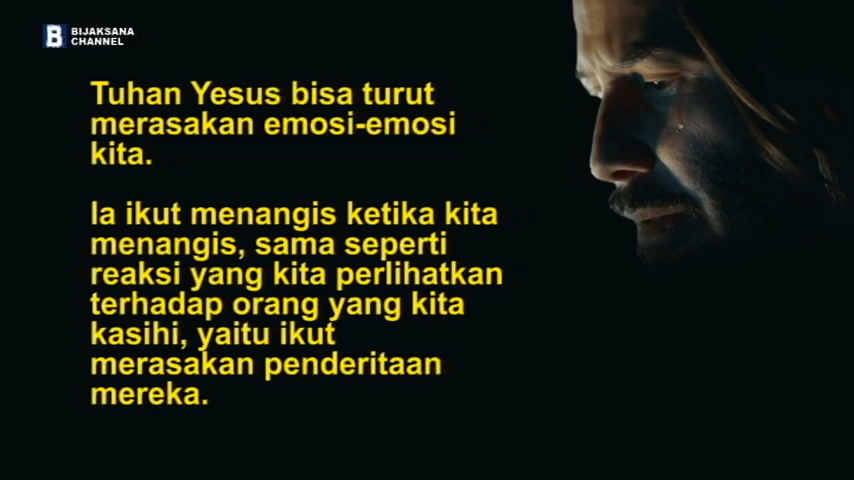 BIJAKSANA
CHANNEL
Tuhan Yesus bisa turut
merasakan emosi-emosi
kita.
Ia ikut menangis ketika kita
menangis, sama seperti
reaksi yang kita perlihatkan
terhadap orang yang kita
kasihi, yaitu ikut
merasakan penderitaan
mereka.